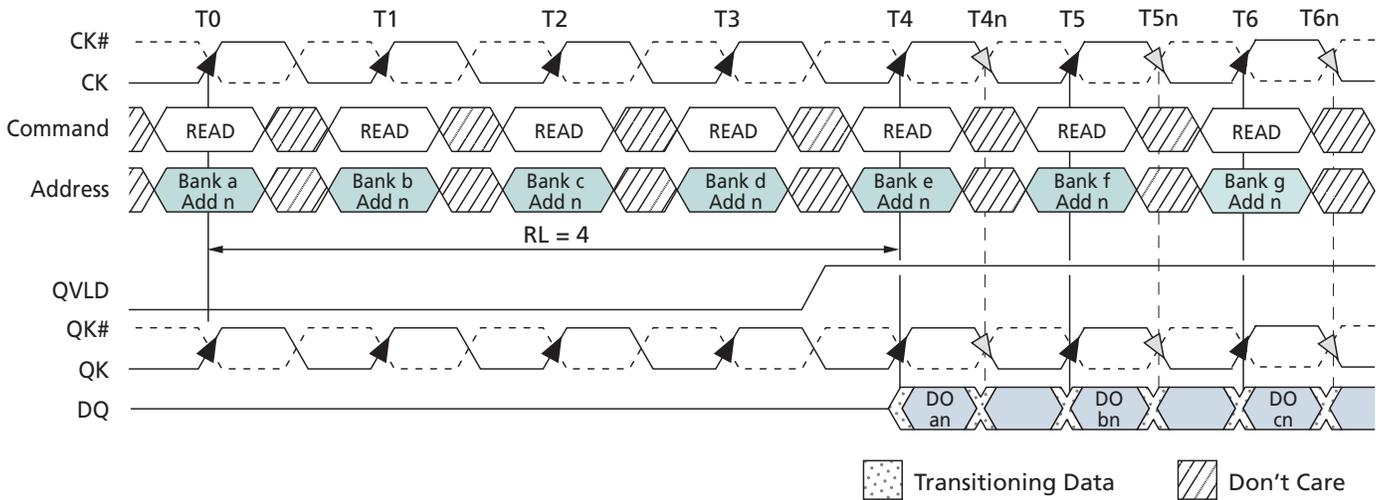 T0 T1 T2 T3 T4 T4n T5 T5n T6 T6n
CK#
CK
Command READ READ READ READ READ READ READ
Address Bank a Add n Bank b Add n Bank c Add n Bank d Add n Bank e Add n Bank f Add n Bank g Add n
RL = 4
QVLD
QK#
QK
DQ DO an DO bn DO cn
Transitioning Data Don't Care